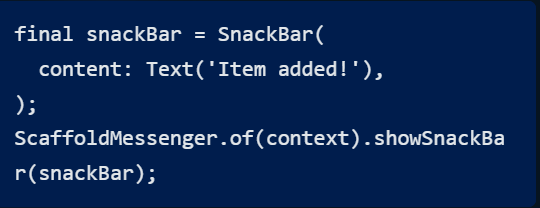 final snackBar = SnackBar(
  content: Text('Item added!'),
);
ScaffoldMessenger.of(context).showSnackBa
r(snackBar);